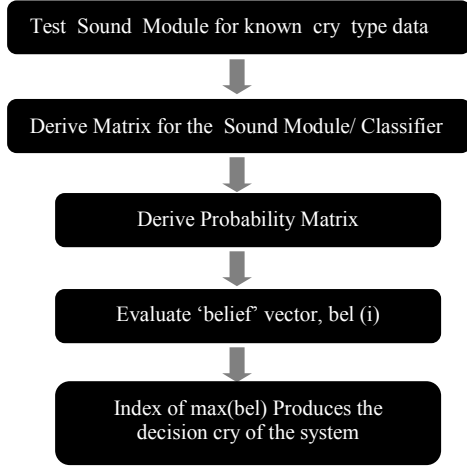 Test Sound Module for known cry type data
Derive Matrix for the Sound Module/ Classifier
Derive Probability Matrix
Evaluate ‘belief’ vector, bel (i)
Index of max(bel) Produces the
decision cry of the system